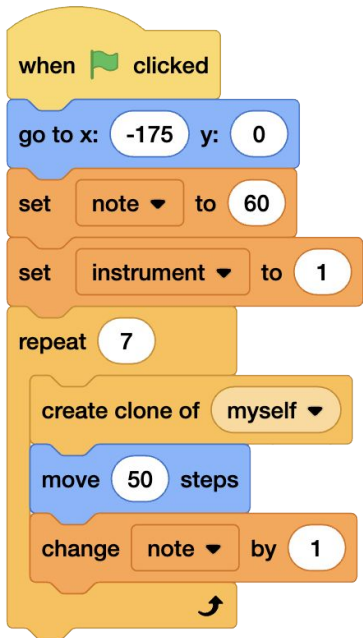 when clicked
go to x: -175 y: 0
set note to 60
set instrument to 1
repeat 7
create clone of myself
move 50 steps
change note by 1